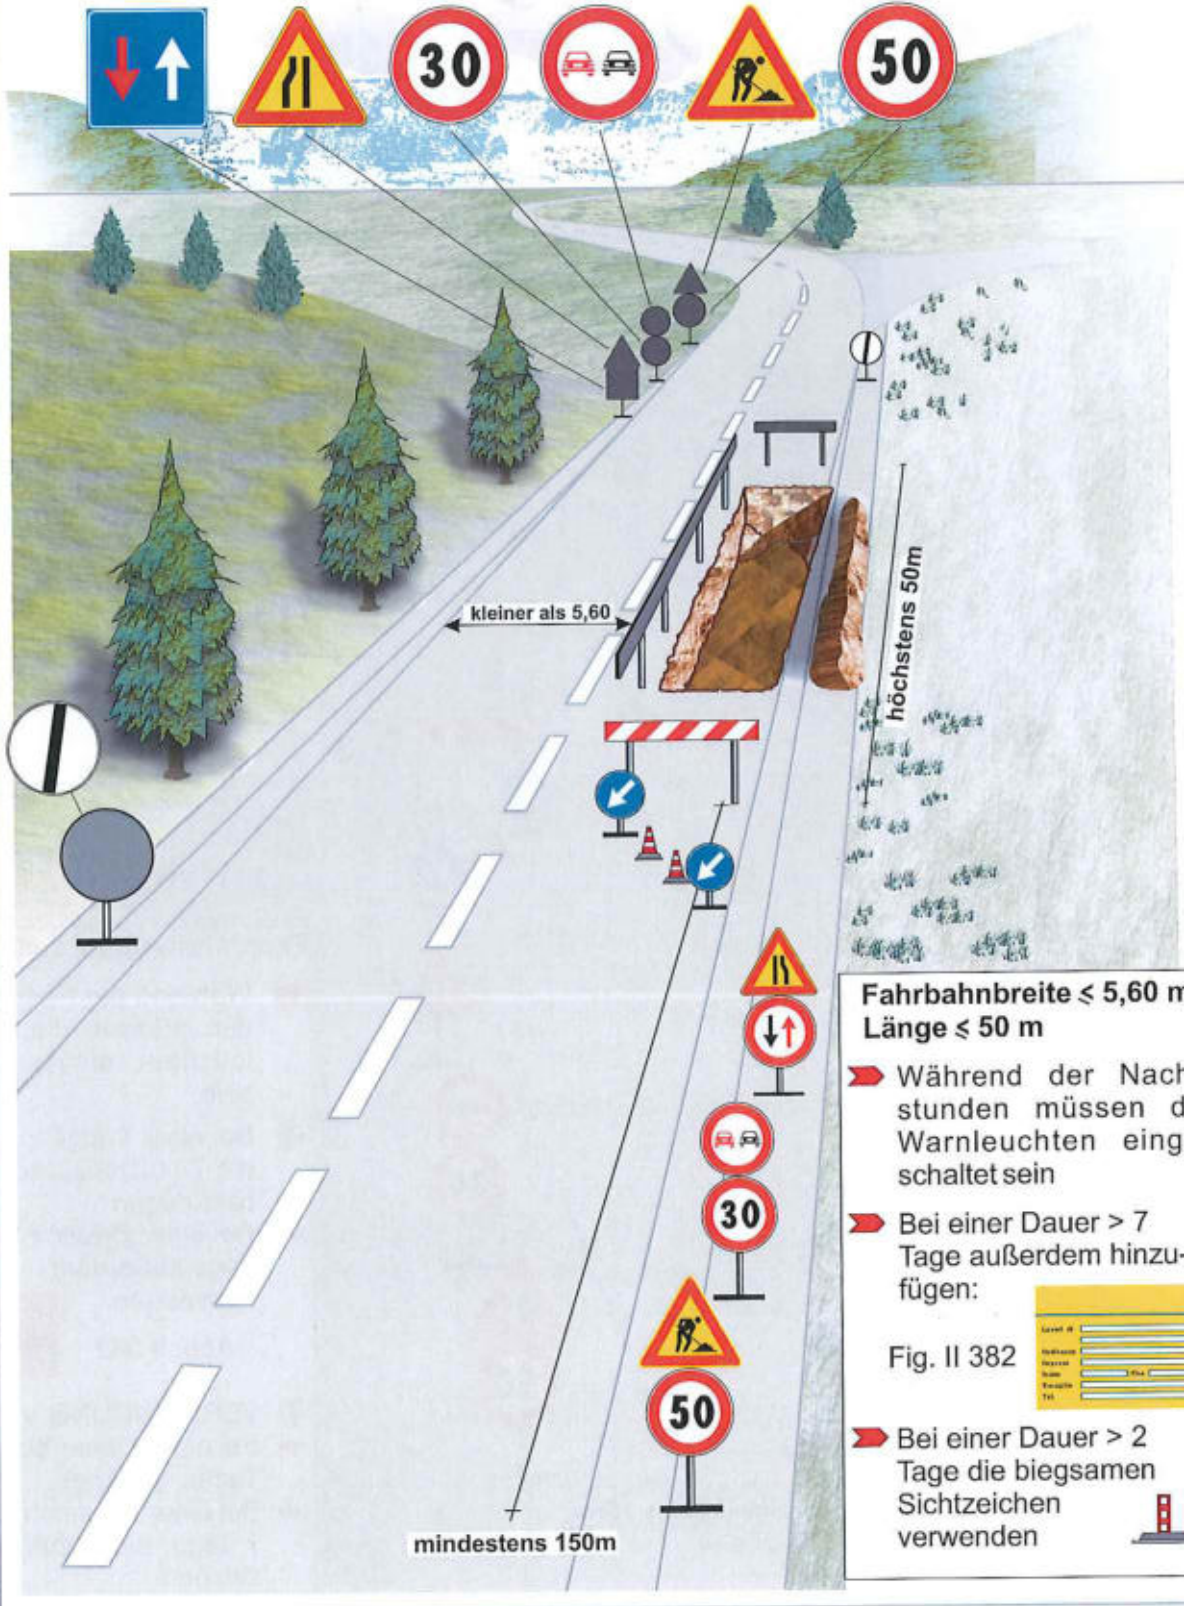 30
50
kleiner als 5,60
höchstens 50m
30
50
mindestens 150m
Fahrbahnbreite ≤ 5,60 m
Länge ≤ 50 m
Während der Nach
stunden müssen d
Warnleuchten eing
schaltet sein
Bei einer Dauer > 7
Tage außerdem hinzu-
fügen:
Fig. II 382
Bei einer Dauer > 2
Tage die biegsamen
Sichtzeichen
verwenden